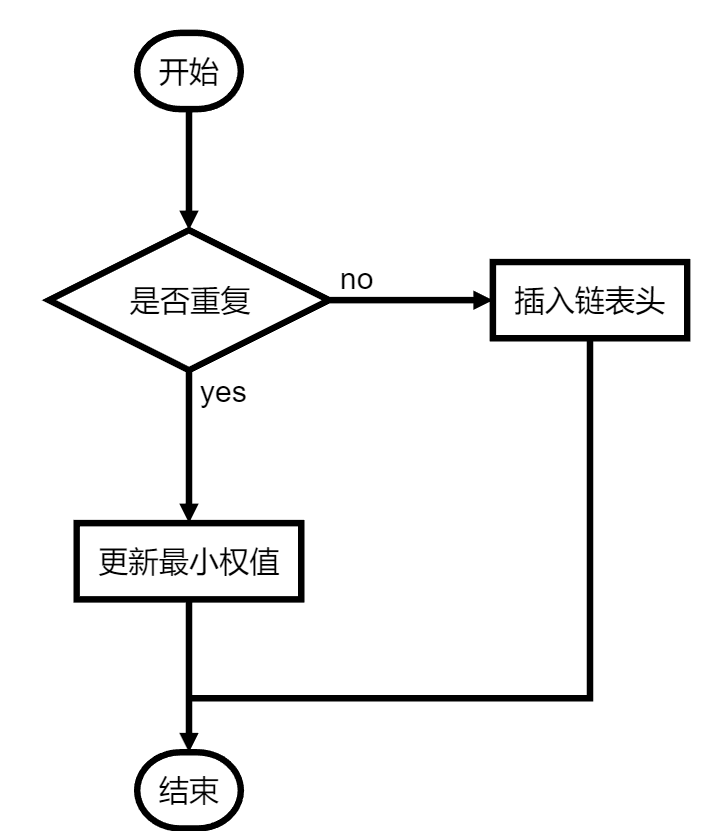 开始
是否重复
no
插入链表头
yes
更新最小权值
结束